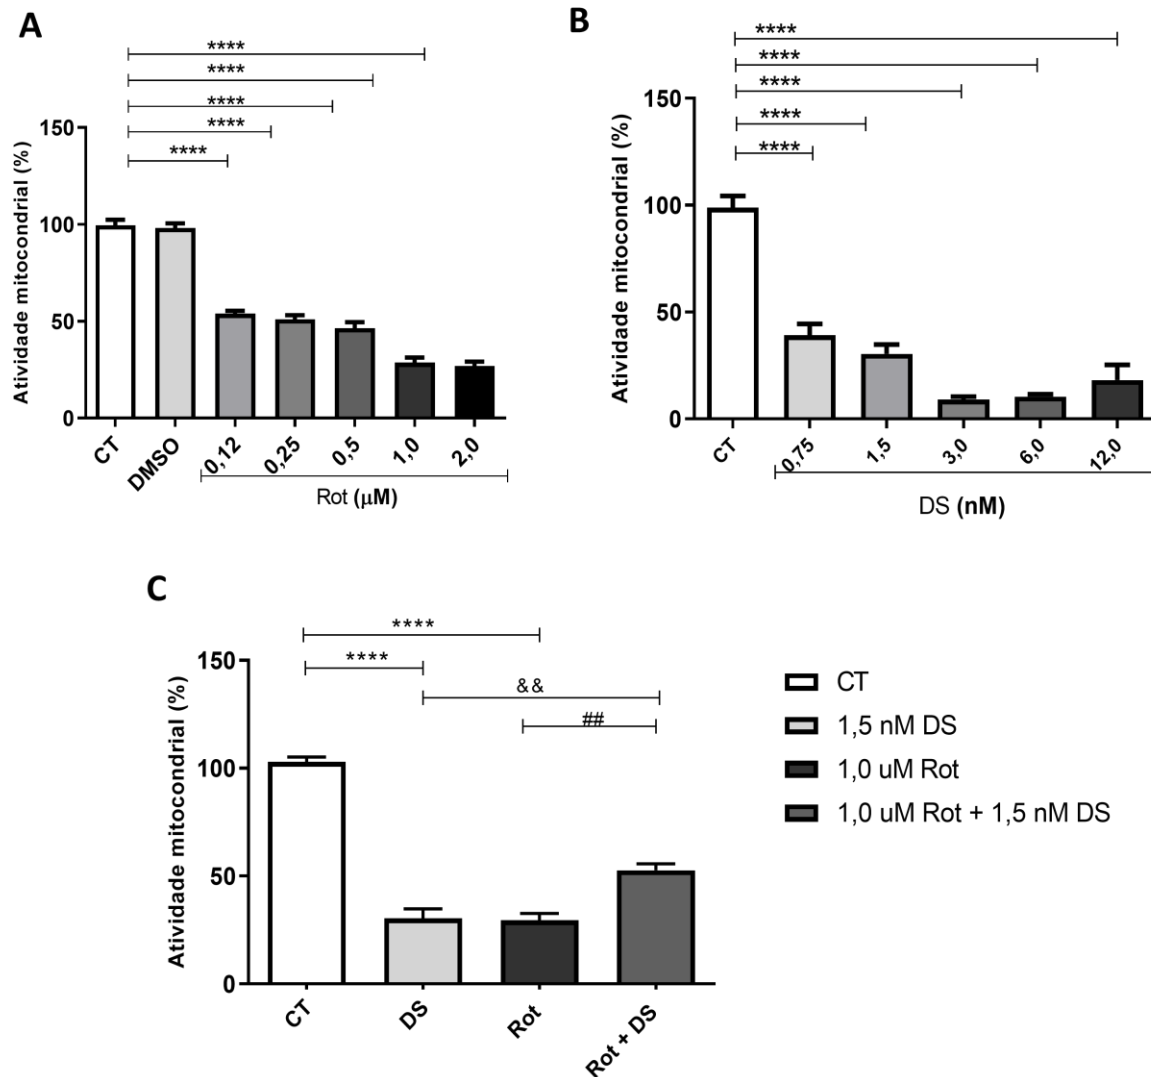 A
****
****
****
****
****
Atividade mitocondrial (%)
150
100
50
0
CT
DMSO
0,12
0,25
0,5
1,0
2,0
Rot (µM)
B
****
****
****
****
****
Atividade mitocondrial (%)
150
100
50
0
CT
0,75
1,5
3,0
6,0
12,0
DS (nM)
C
****
****
&&
##
Atividade mitocondrial (%)
150
100
50
0
CT
DS
Rot
Rot + DS
CT
1,5 nM DS
1,0 uM Rot
1,0 uM Rot + 1,5 nM DS